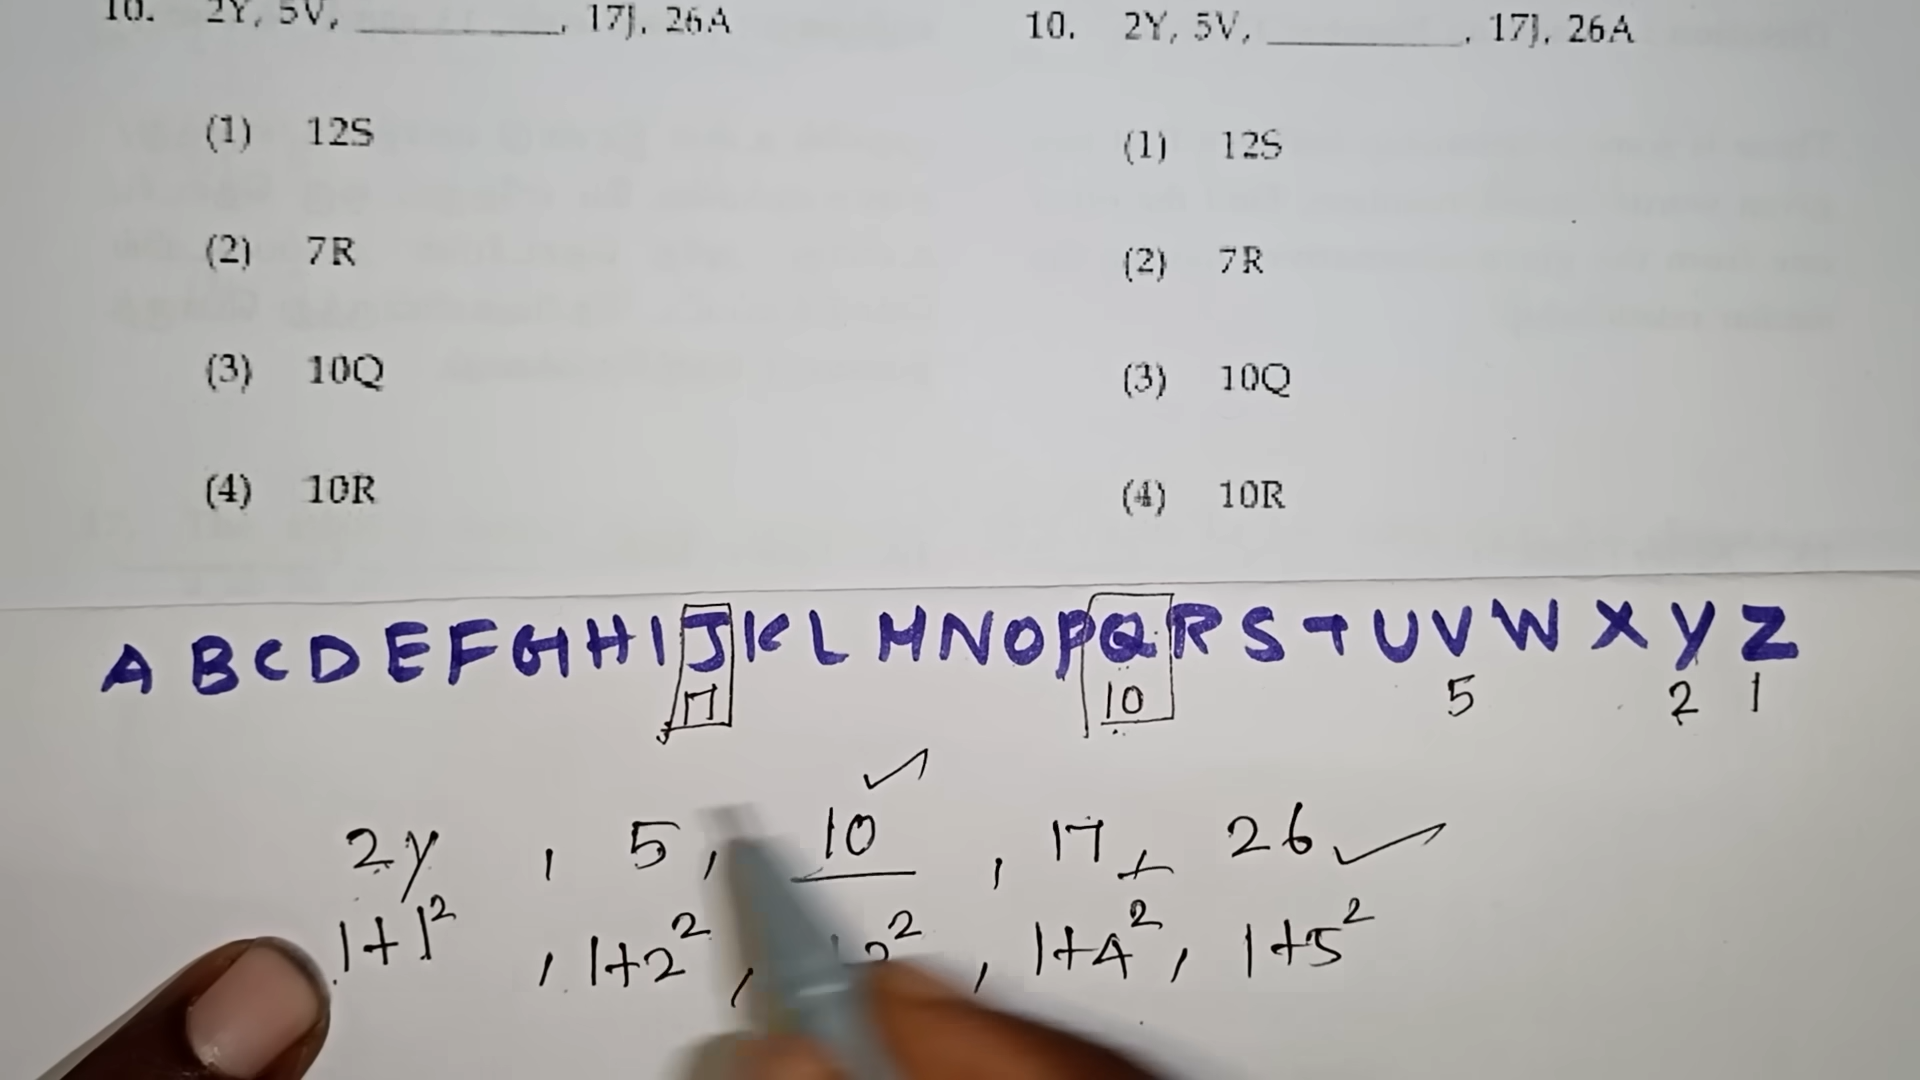 10. 2Y, 5V, ________, 17J, 26A
(1) 12S
(2) 7R
(3) 10Q
(4) 10R
10. 2Y, 5V, ________, 17J, 26A
(1) 12S
(2) 7R
(3) 10Q
(4) 10R
A B C D E F G H I J K L M N O P Q R S T U V W X Y Z
17 10 5 2 1
2y , 5 , 10 , 17 , 26
1+1² , 1+2² , 2 , 1+4² , 1+5²